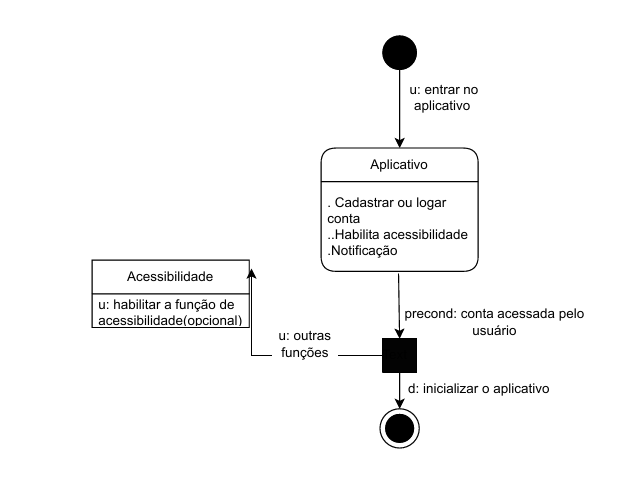 u: entrar no
aplicativo
Aplicativo
. Cadastrar ou logar
conta
..Habilita acessibilidade
.Notificação
Acessibilidade
u: habilitar a função de
acessibilidade(opcional)
precond: conta acessada pelo
usuário
u: outras
funções
d: inicializar o aplicativo